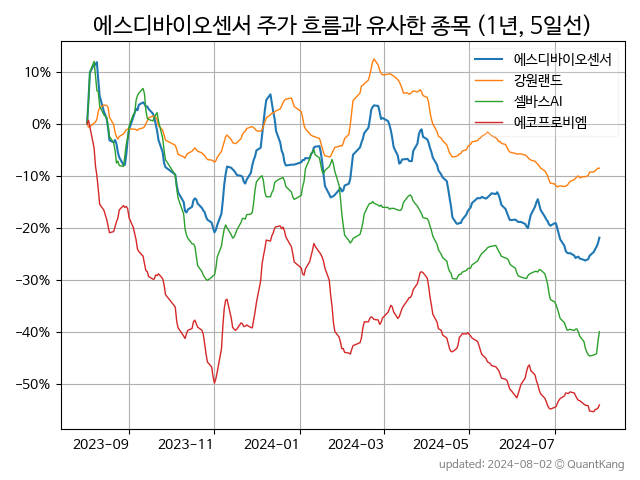 에스디바이오센서 주가 흐름과 유사한 종목 (1년, 5일선)
에스디바이오센서
강원랜드
셀바스AI
에코프로비엠
10%
0%
−10%
−20%
−30%
−40%
−50%
2023-09
2023-11
2024-01
2024-03
2024-05
2024-07
updated: 2024-08-02 © QuantKang